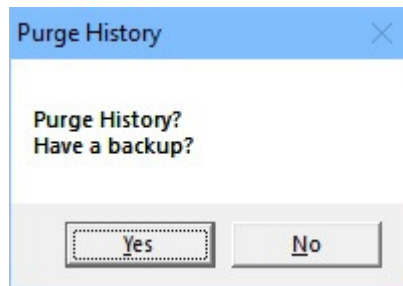 Purge History
Purge History?
Have a backup?
Yes
No